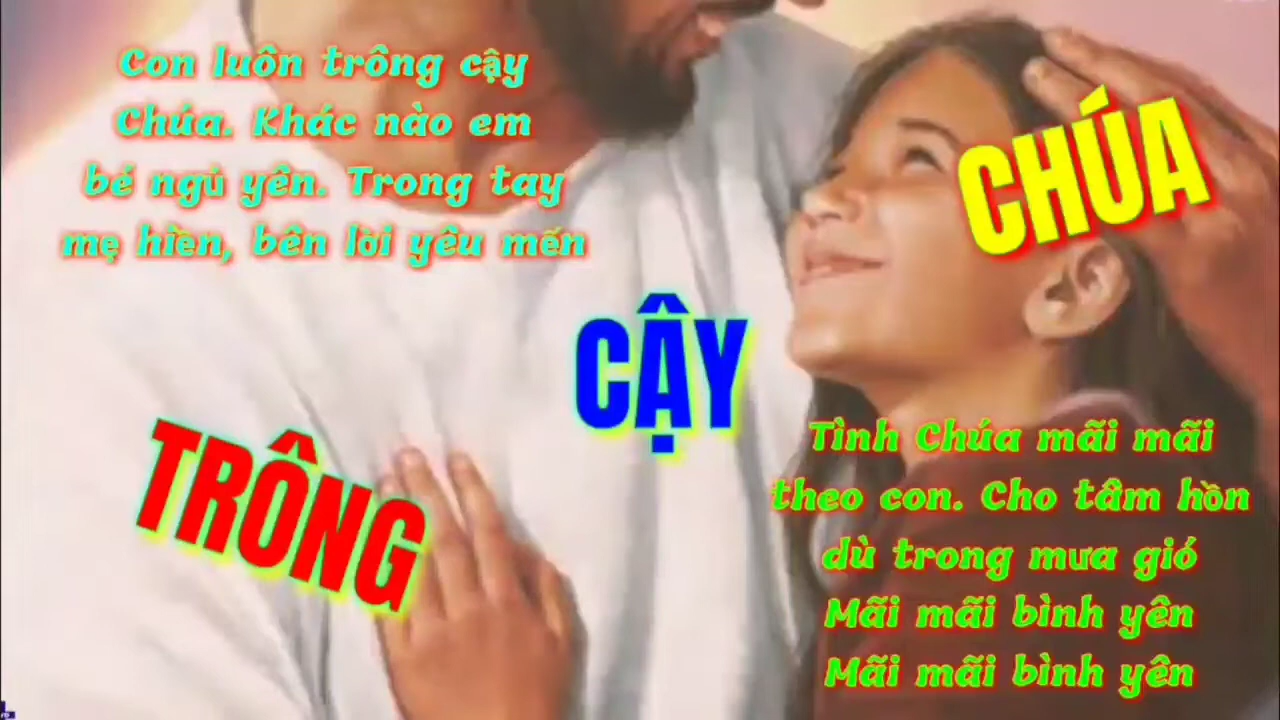 Con luôn trông cậy
Chúa. Khác nào em
bé ngủ yên. Trong tay
mẹ hiền, bên lời yêu mến
CHÚA
CẬY
TRÔNG
Tình Chúa mãi mãi
theo con. Cho tâm hồn
dù trong mưa gió
Mãi mãi bình yên
Mãi mãi bình yên